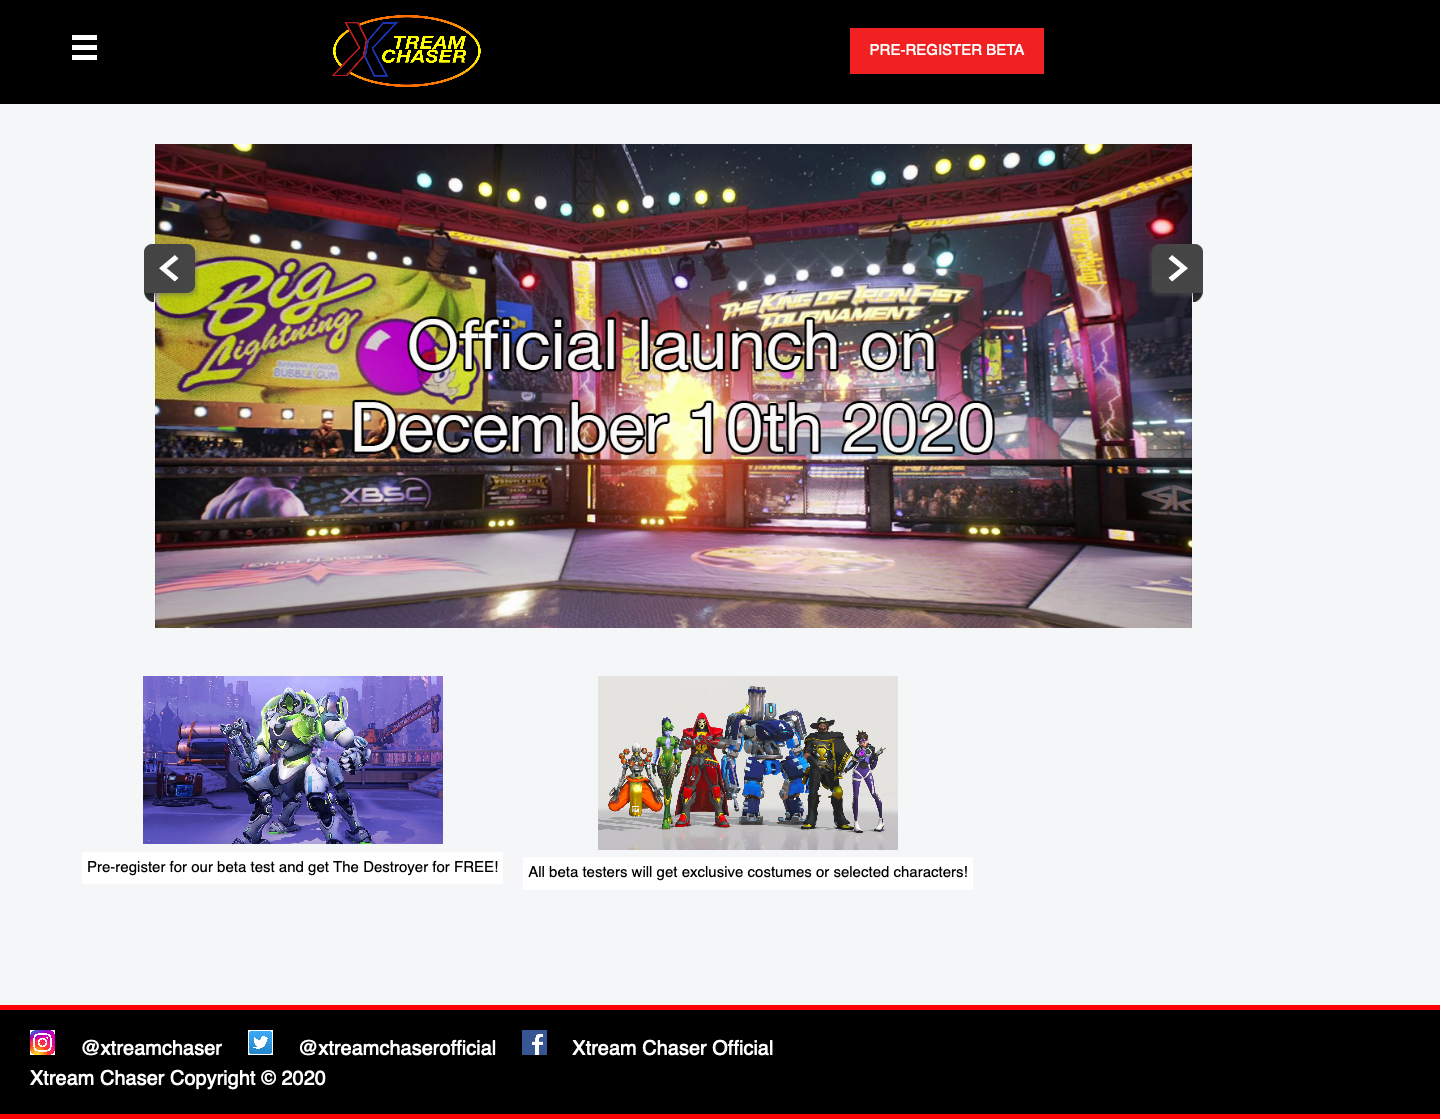 XTREAM
CHASER
PRE-REGISTER BETA
Big
Lightning
BUBBLE GUM
THE KING OF IRON FIST
TOURNAMENT
Official launch on
December 10th 2020
XBSC
Pre-register for our beta test and get The Destroyer for FREE!
All beta testers will get exclusive costumes or selected characters!
@xtreamchaser
@xtreamchaserofficial
Xtream Chaser Official
Xtream Chaser Copyright © 2020